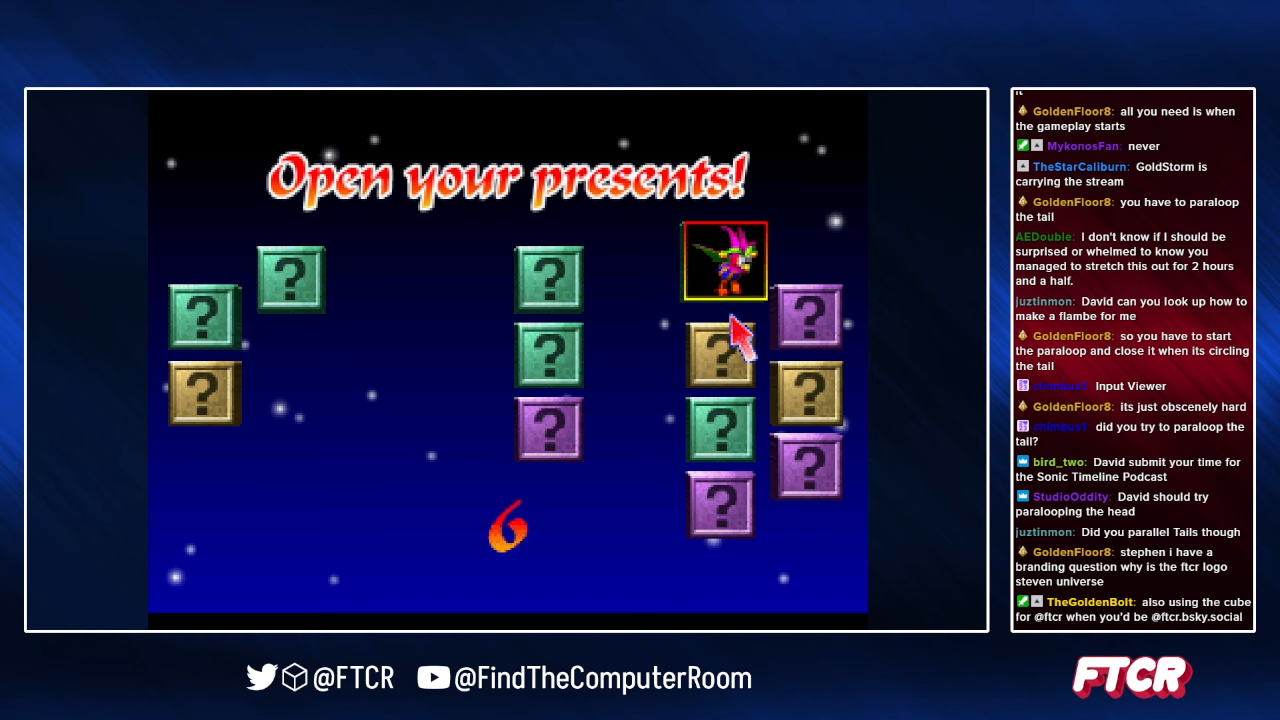 Open your presents!
?
?
?
?
?
?
?
?
?
?
?
?
6
it
GoldenFloor8: all you need is when
the gameplay starts
MykonosFan: never
TheStarCaliburn: GoldStorm is
carrying the stream
GoldenFloor8: you have to paraloop
the tail
AEDouble: I don't know if I should be
surprised or whelmed to know you
managed to stretch this out for 2 hours
and a half.
juztinmon: David can you look up how to
make a flambe for me
GoldenFloor8: so you have to start
the paraloop and close it when its circling
the tail
Input Viewer
GoldenFloor8: its just obscenely hard
did you try to paraloop the
tail?
bird_two: David submit your time for
the Sonic Timeline Podcast
StudioOddity: David should try
paralooping the head
juztinmon: Did you parallel Tails though
GoldenFloor8: stephen i have a
branding question why is the ftcr logo
steven universe
TheGoldenBolt: also using the cube
for @ftcr when you'd be @ftcr.bsky.social
@FTCR @FindTheComputerRoom
FTCR